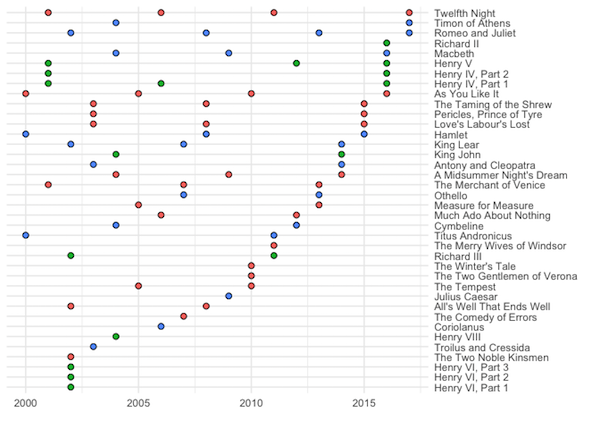 Twelfth Night
Timon of Athens
Romeo and Juliet
Richard II
Macbeth
Henry V
Henry IV, Part 2
Henry IV, Part 1
As You Like It
The Taming of the Shrew
Pericles, Prince of Tyre
Love's Labour's Lost
Hamlet
King Lear
King John
Antony and Cleopatra
A Midsummer Night's Dream
The Merchant of Venice
Othello
Measure for Measure
Much Ado About Nothing
Cymbeline
Titus Andronicus
The Merry Wives of Windsor
Richard III
The Winter's Tale
The Two Gentlemen of Verona
The Tempest
Julius Caesar
All's Well That Ends Well
The Comedy of Errors
Coriolanus
Henry VIII
Troilus and Cressida
The Two Noble Kinsmen
Henry VI, Part 3
Henry VI, Part 2
Henry VI, Part 1
2000 2005 2010 2015